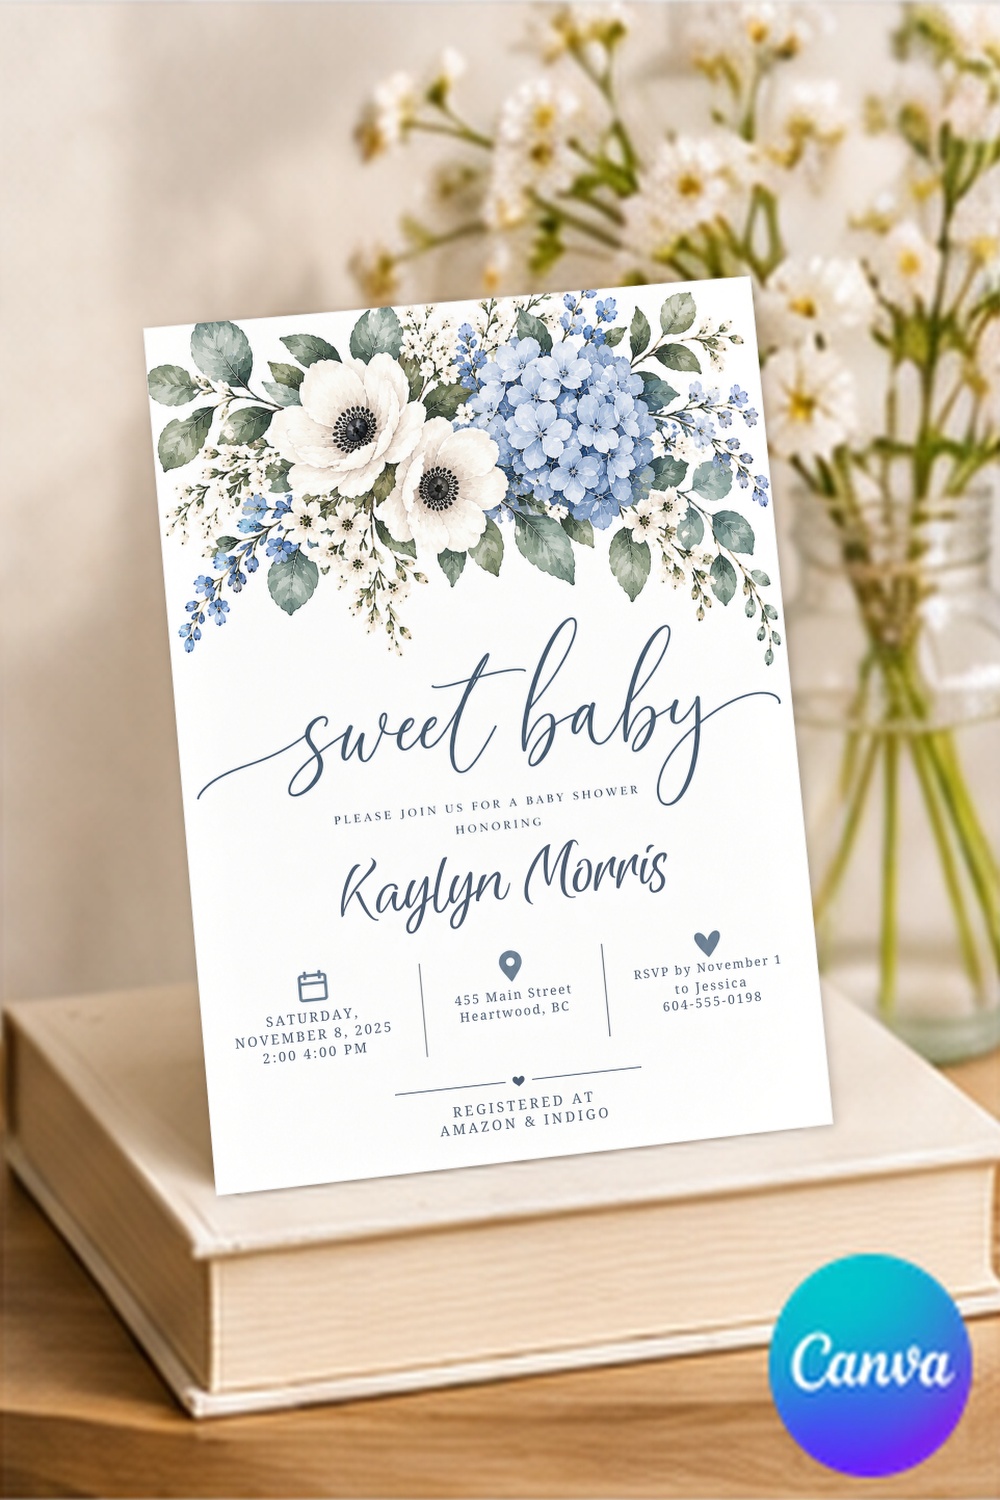 sweet baby
PLEASE JOIN US FOR A BABY SHOWER
HONORING
Kaylyn Morris
SATURDAY,
NOVEMBER 8, 2025
2:00 4:00 PM
455 Main Street
Heartwood, BC
RSVP by November 1
to Jessica
604-555-0198
REGISTERED AT
AMAZON & INDIGO
Canva